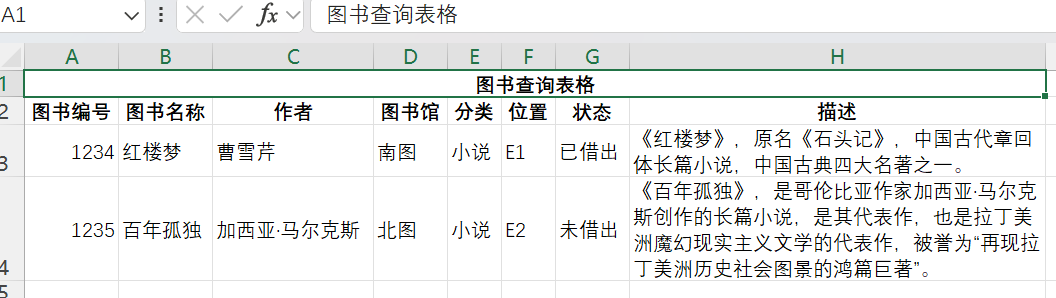 A1 fx 图书查询表格
A B C D E F G H
1 图书查询表格
2 图书编号 图书名称 作者 图书馆 分类 位置 状态 描述
3 1234 红楼梦 曹雪芹 南图 小说 E1 已借出 《红楼梦》，原名《石头记》，中国古代章回
体长篇小说，中国古典四大名著之一。
4 1235 百年孤独 加西亚·马尔克斯 北图 小说 E2 未借出 《百年孤独》，是哥伦比亚作家加西亚·马尔克
斯创作的长篇小说，是其代表作，也是拉丁美
洲魔幻现实主义文学的代表作，被誉为“再现拉
丁美洲历史社会图景的鸿篇巨著”。
5